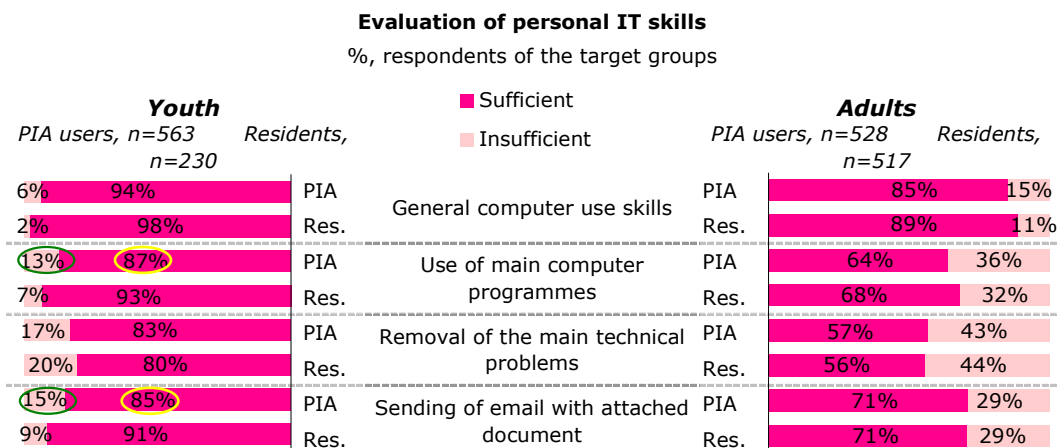 Evaluation of personal IT skills
%, respondents of the target groups
Sufficient
Insufficient
Youth
PIA users, n=563 Residents,
n=230
Adults
PIA users, n=528 Residents,
n=517
6% 94% PIA General computer use skills PIA 85% 15%
2% 98% Res. Res. 89% 11%
13% 87% PIA Use of main computer PIA 64% 36%
7% 93% Res. programmes Res. 68% 32%
17% 83% PIA Removal of the main technical PIA 57% 43%
20% 80% Res. problems Res. 56% 44%
15% 85% PIA Sending of email with attached PIA 71% 29%
9% 91% Res. document Res. 71% 29%